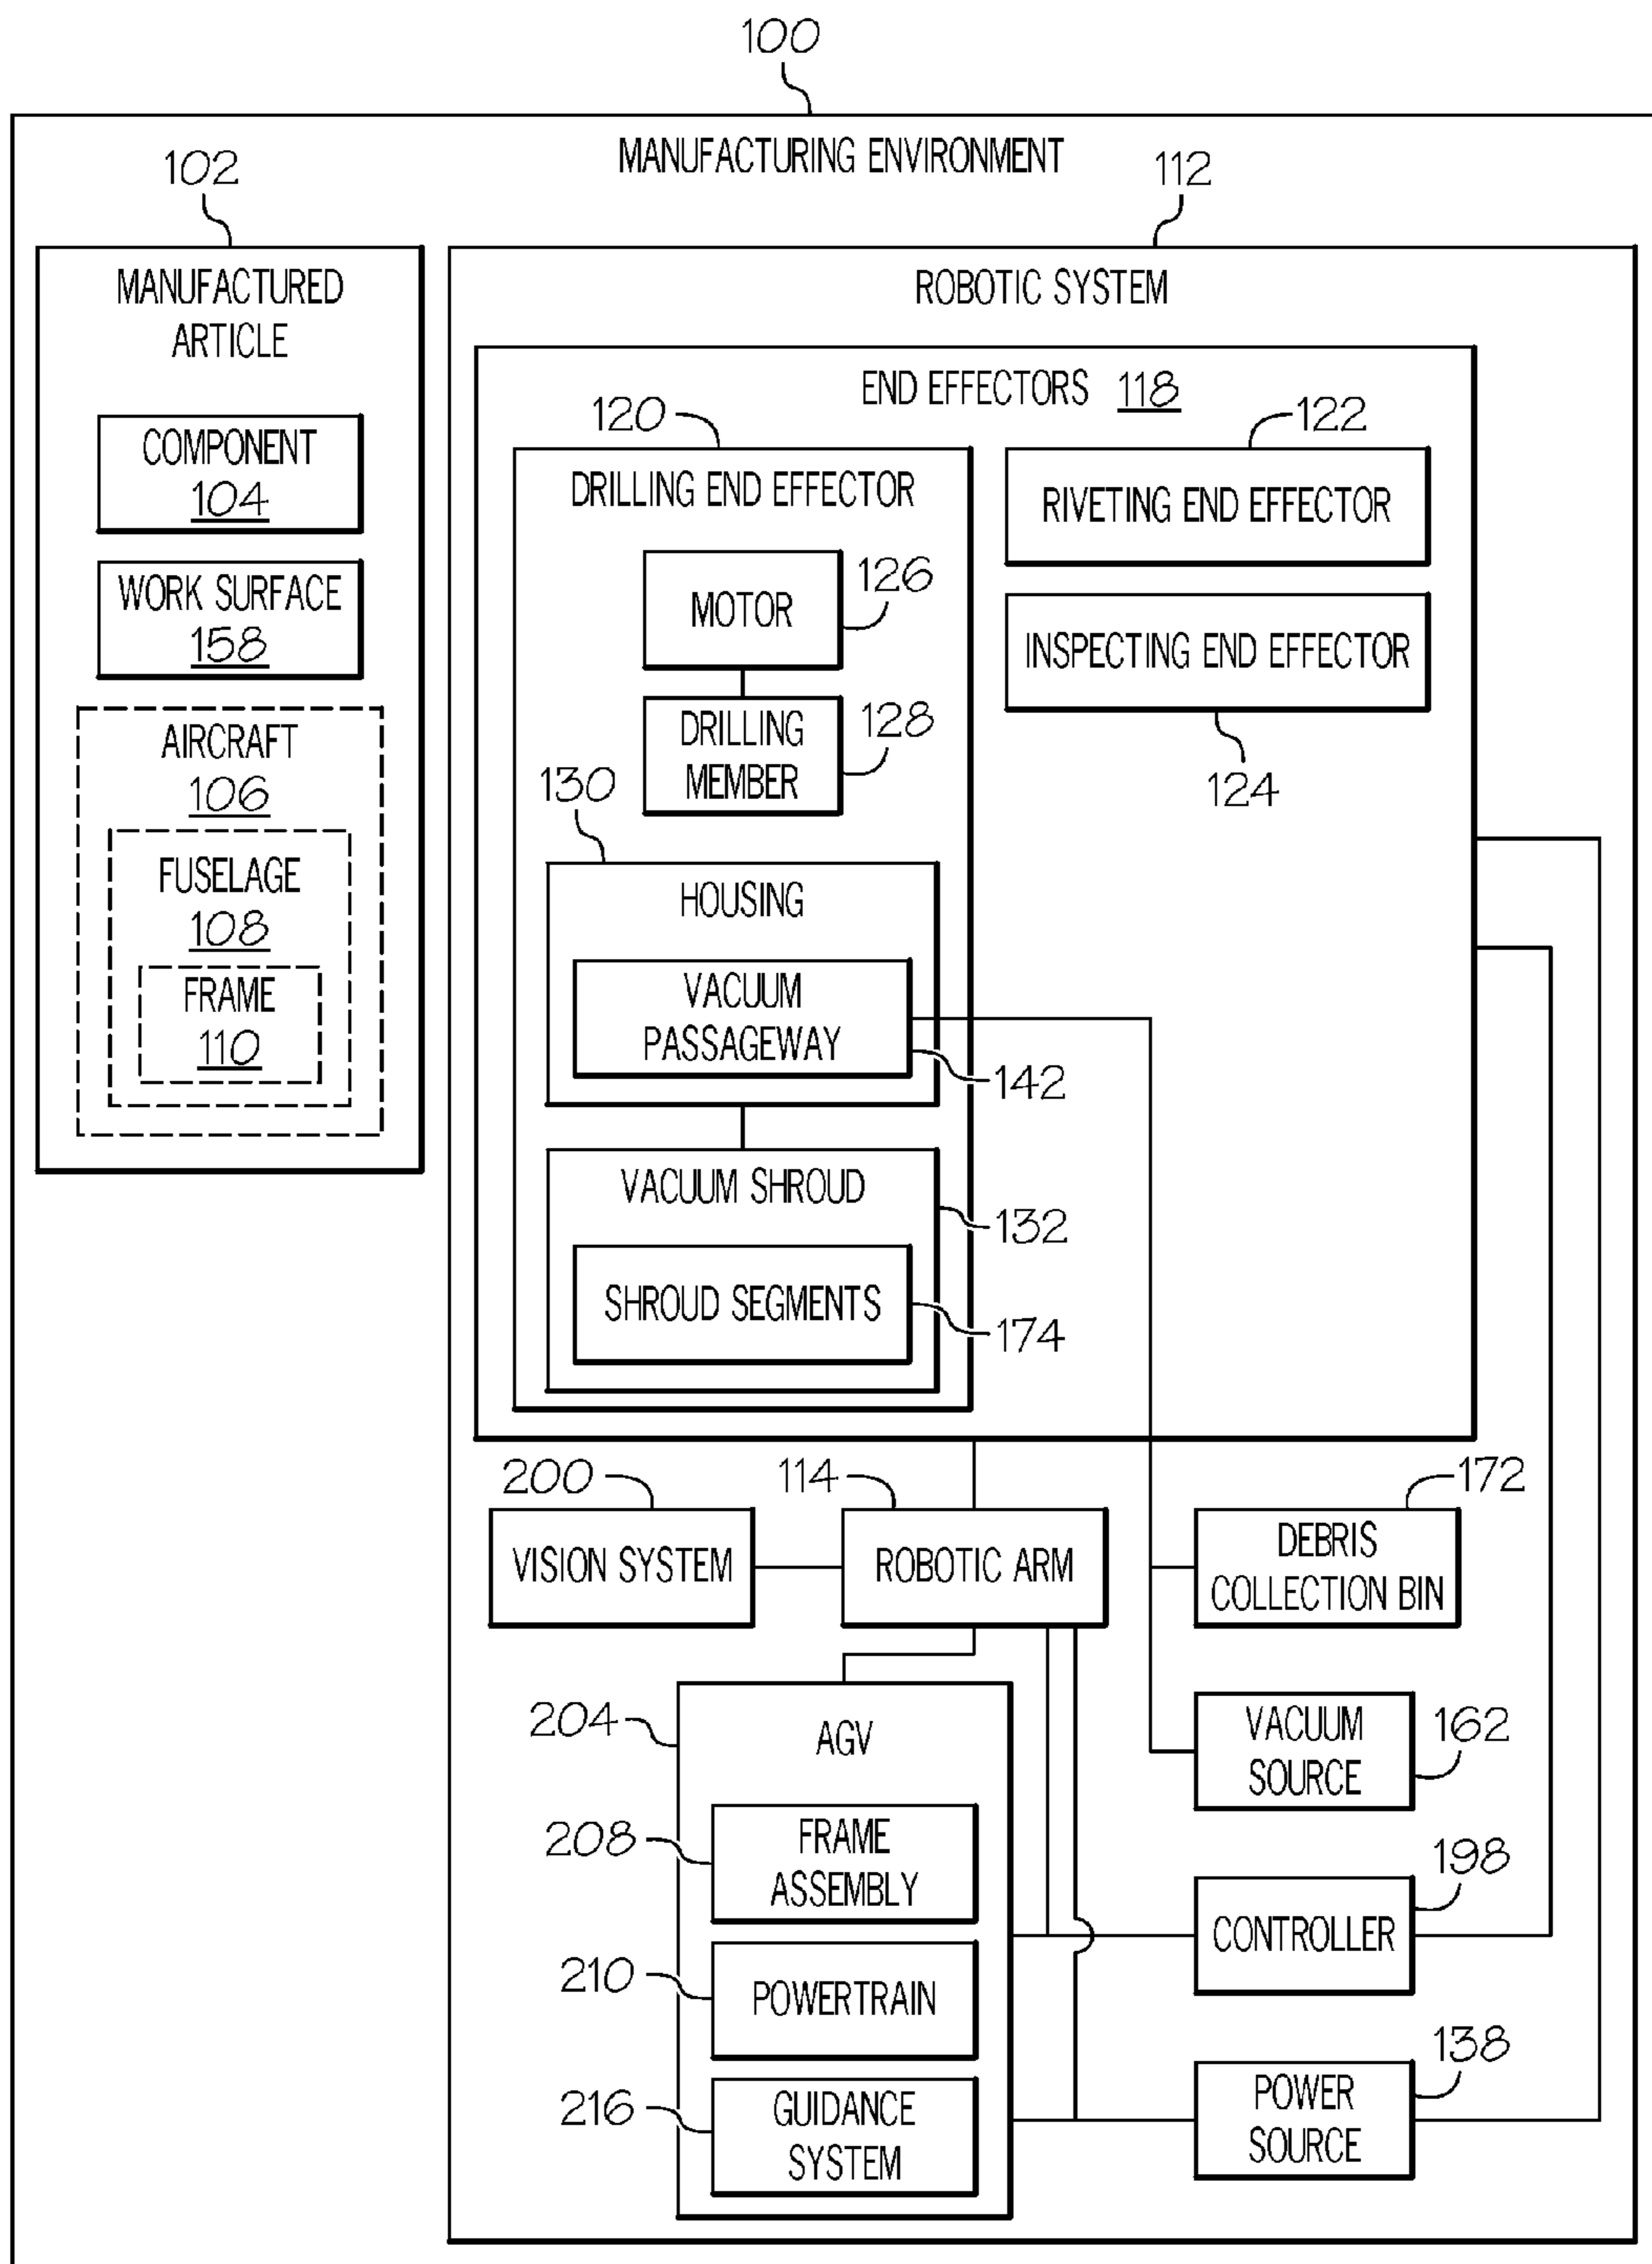 100
MANUFACTURING ENVIRONMENT
102
MANUFACTURED
ARTICLE
COMPONENT
104
WORK SURFACE
158
AIRCRAFT
106
FUSELAGE
108
FRAME
110
112
ROBOTIC SYSTEM
END EFFECTORS 118
120
DRILLING END EFFECTOR
MOTOR
126
DRILLING
MEMBER
128
130
HOUSING
VACUUM
PASSAGEWAY
142
VACUUM SHROUD
132
SHROUD SEGMENTS
174
122
RIVETING END EFFECTOR
INSPECTING END EFFECTOR
124
200
VISION SYSTEM
114
ROBOTIC ARM
172
DEBRIS
COLLECTION BIN
204
AGV
208
FRAME
ASSEMBLY
210
POWERTRAIN
216
GUIDANCE
SYSTEM
VACUUM
SOURCE
162
198
CONTROLLER
138
POWER
SOURCE